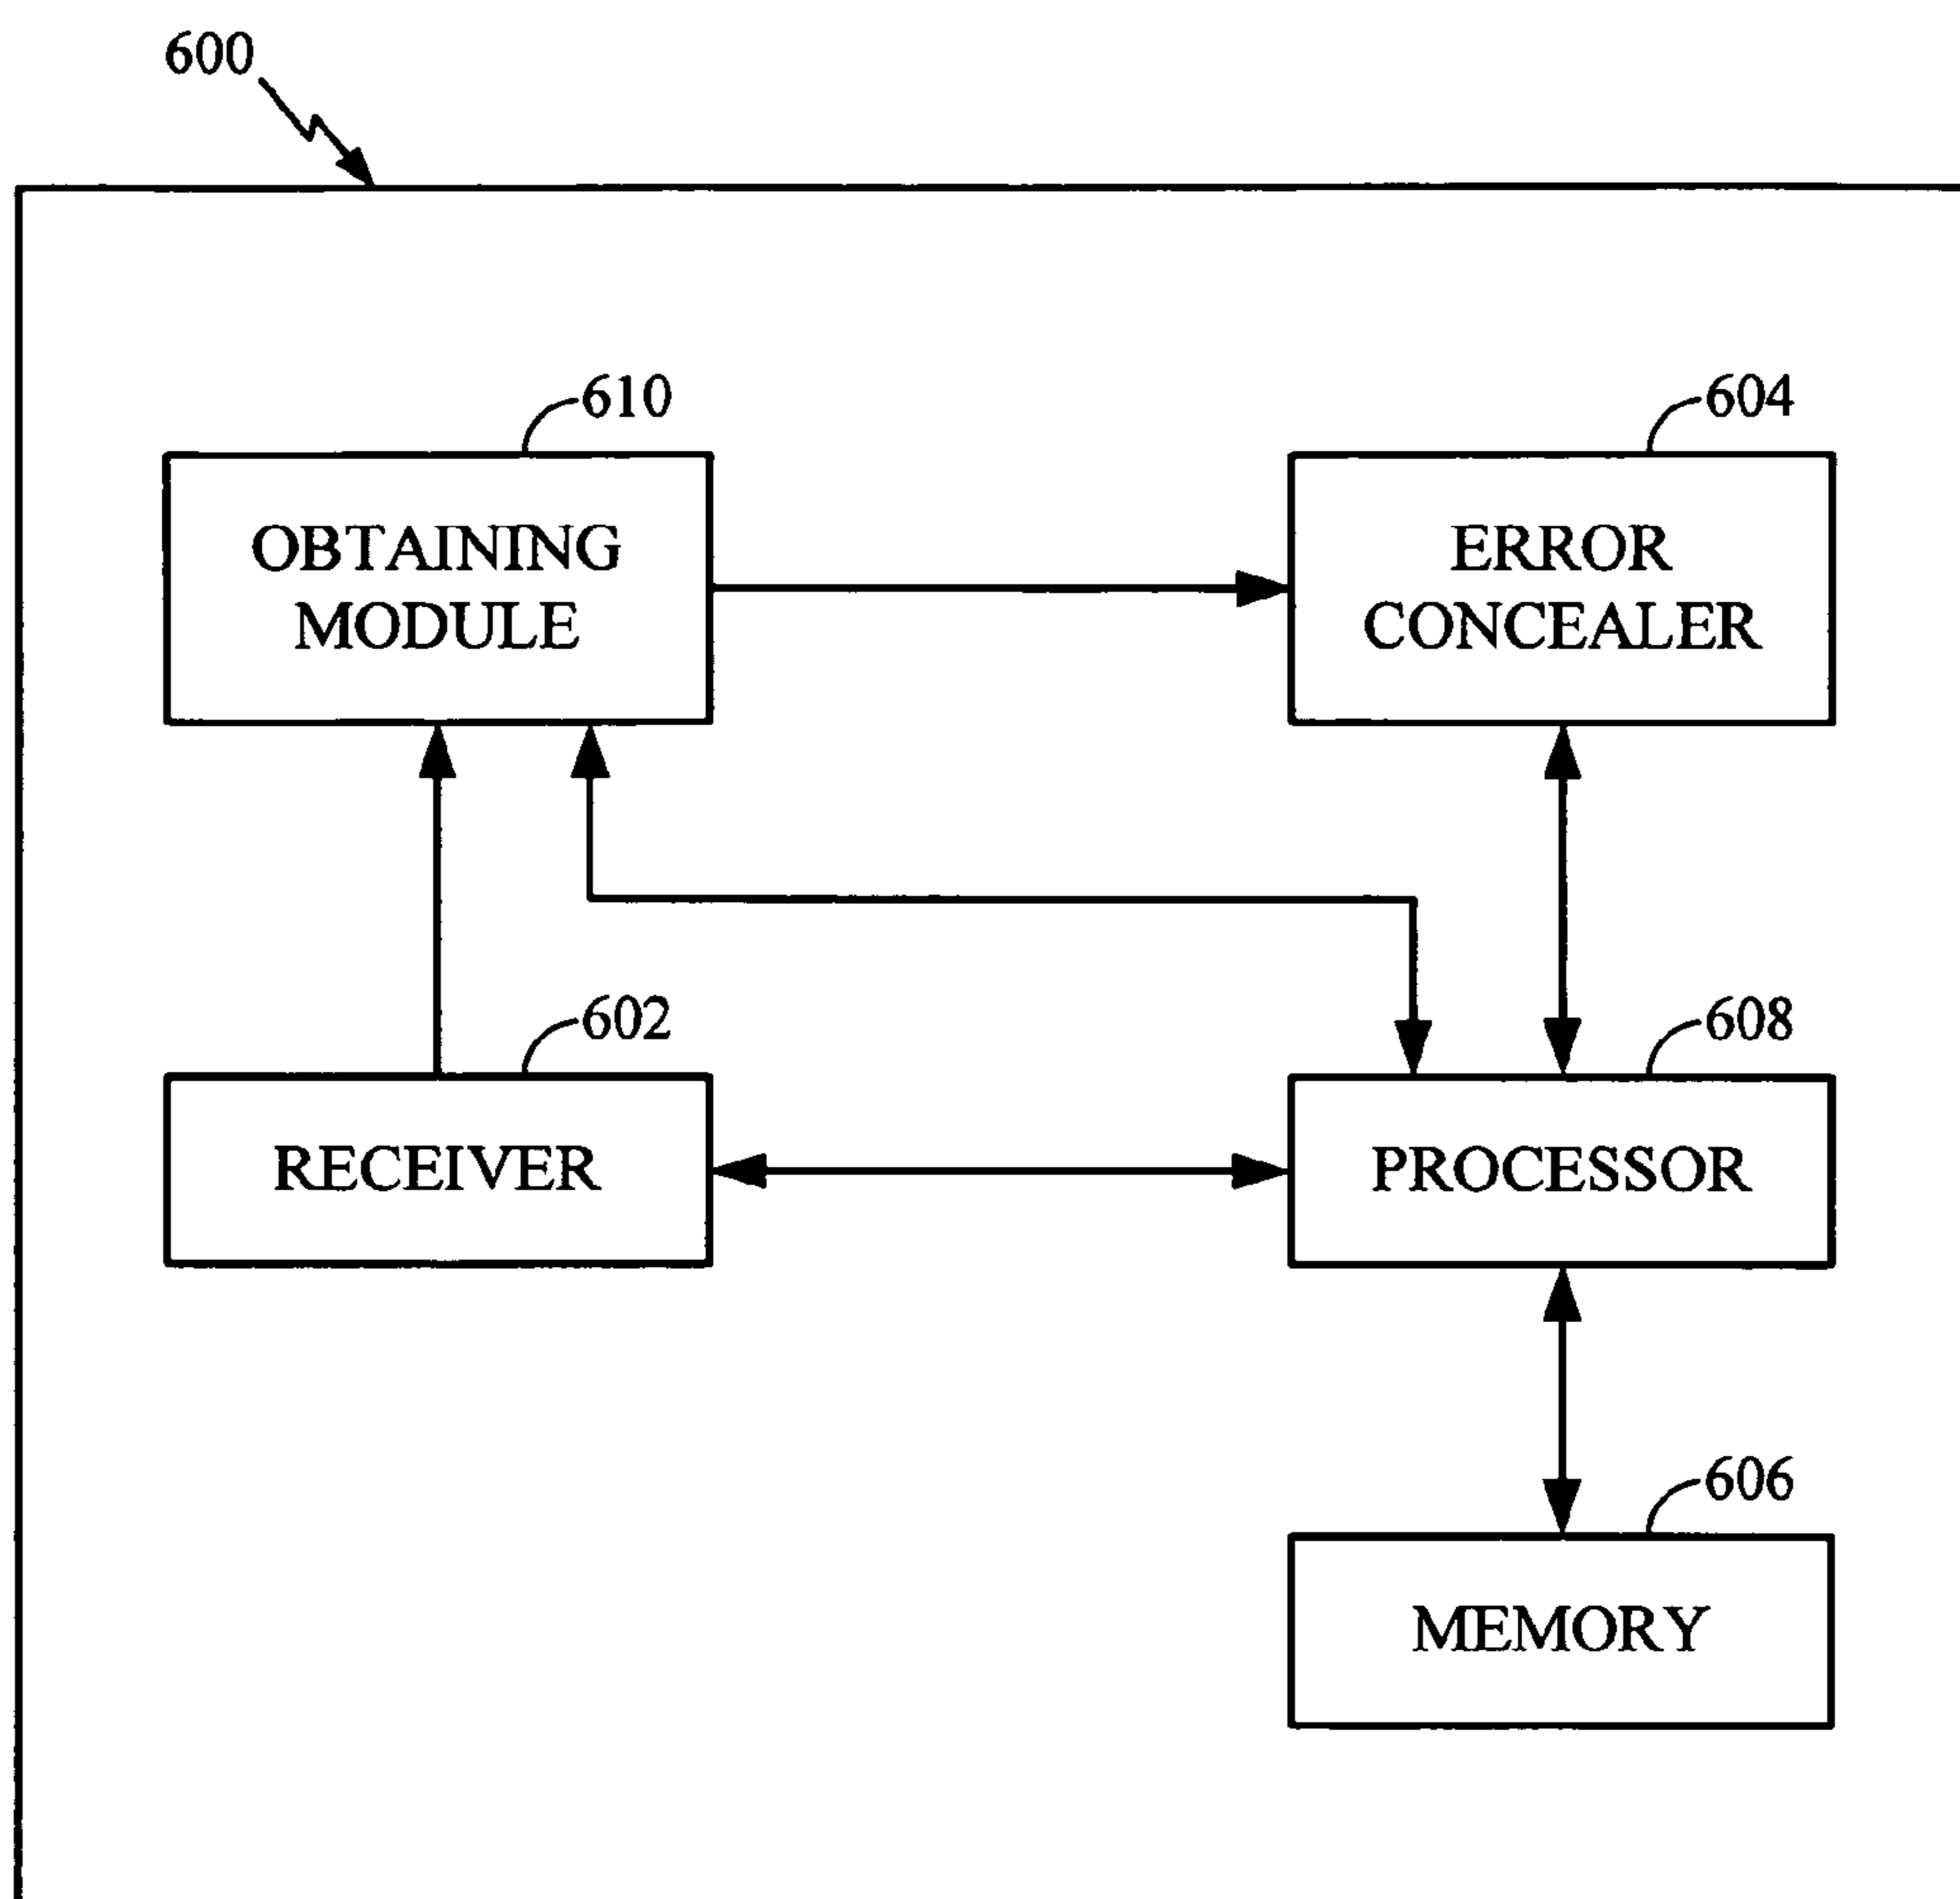 600
610
604
OBTAINING
MODULE
ERROR
CONCEALER
602
608
RECEIVER
PROCESSOR
606
MEMORY